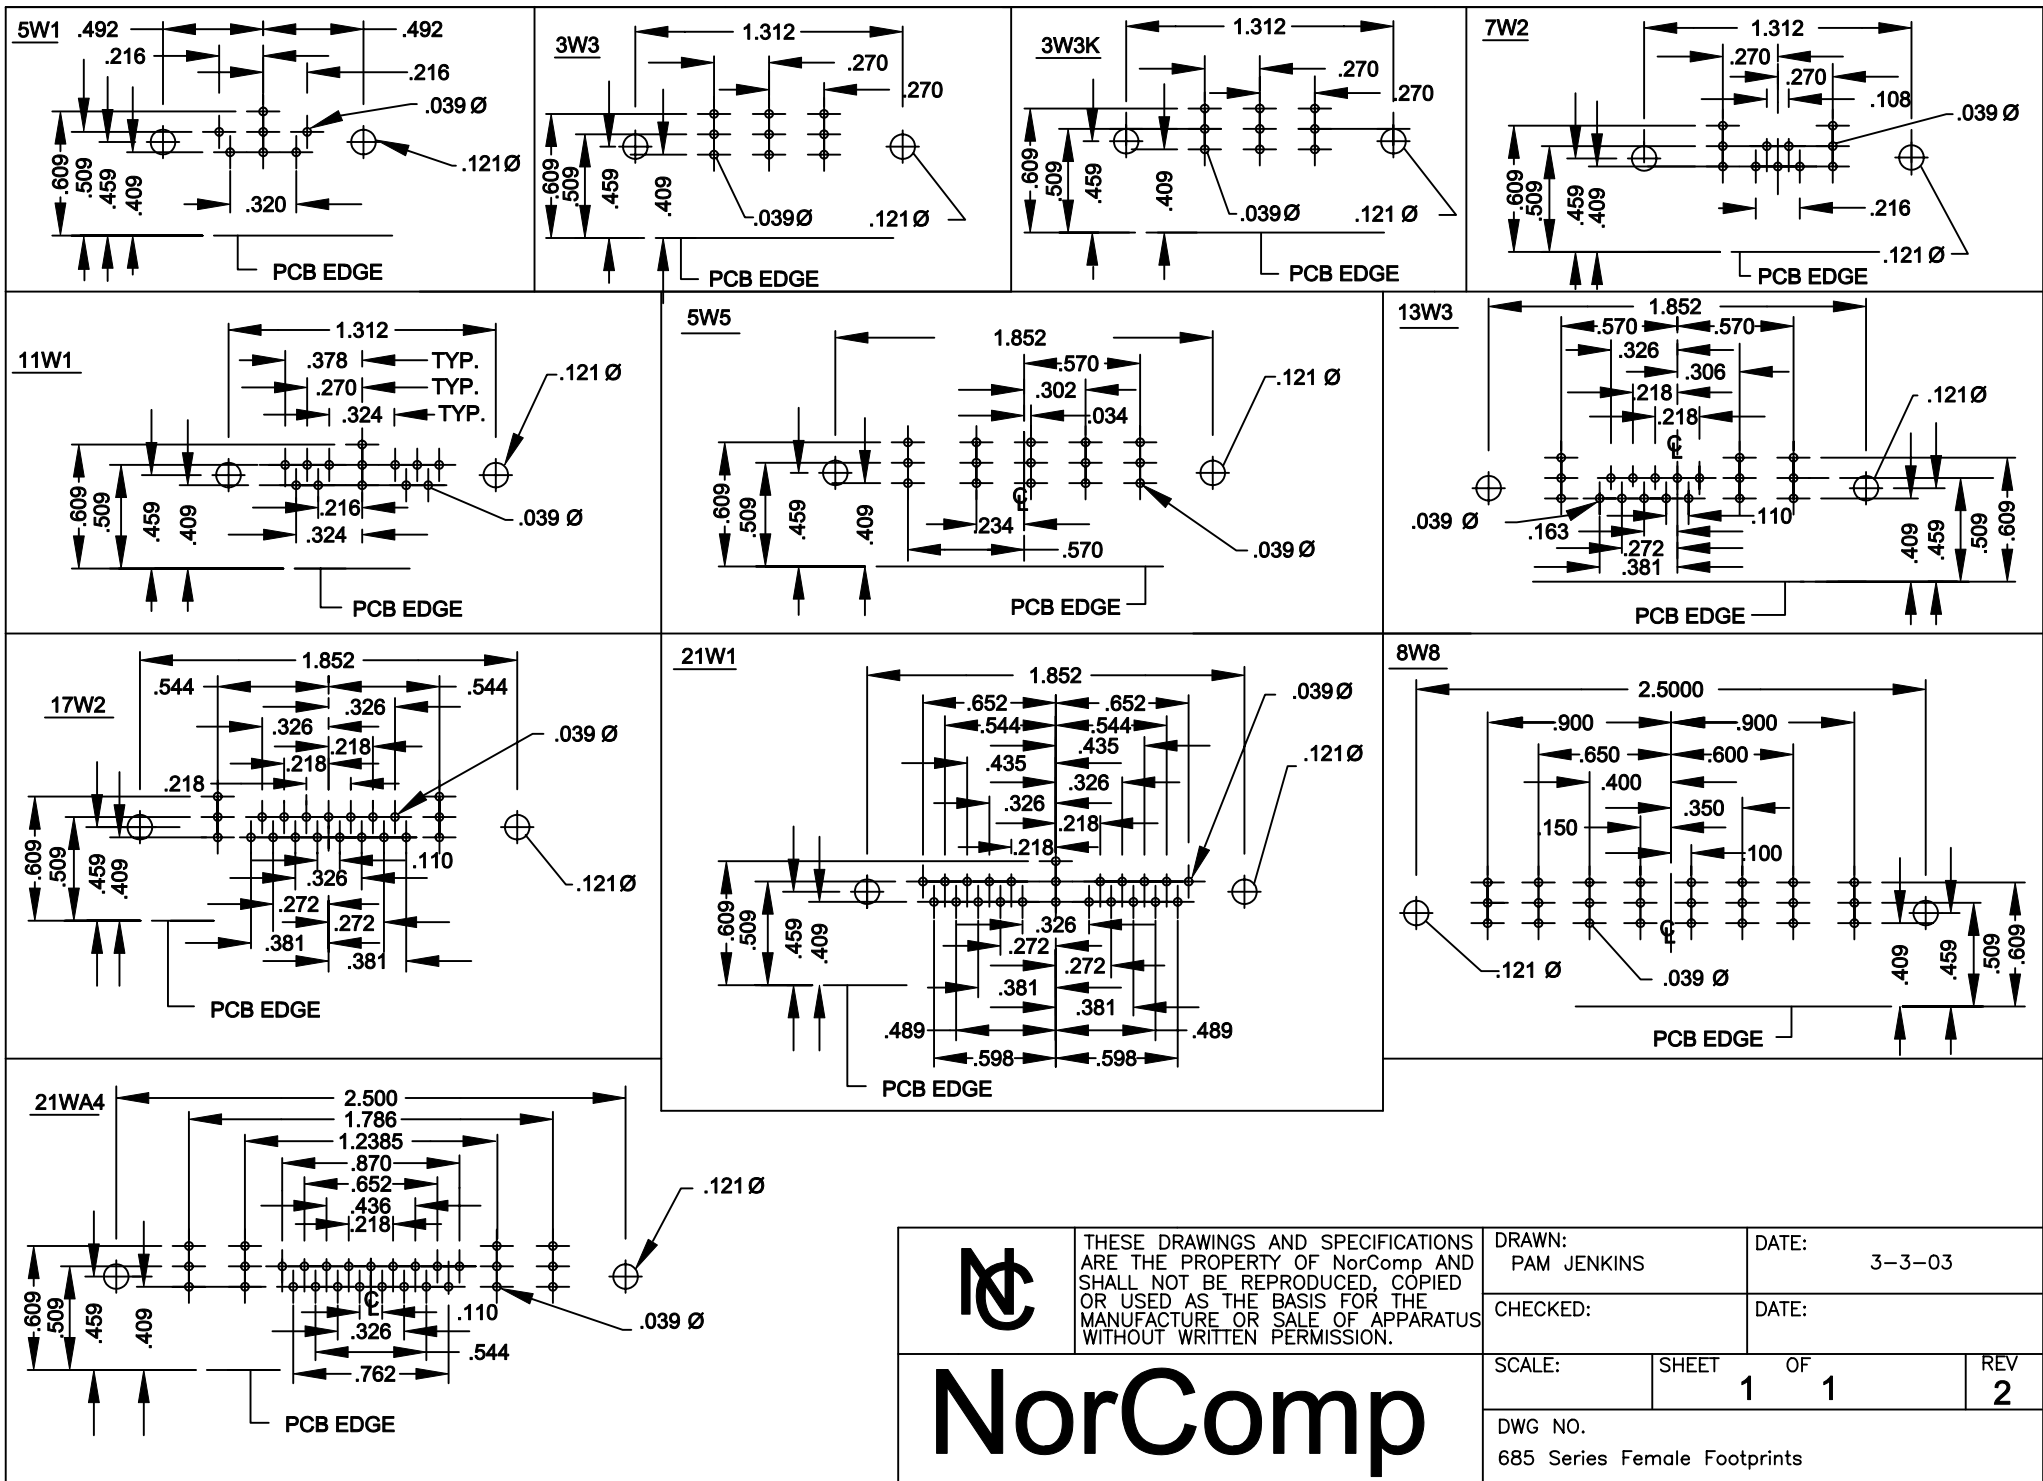 5W1
.492
.492
.216
.216
.039 Ø
.121Ø
.609
.509
.459
.409
.320
PCB EDGE
3W3
1.312
.270
.270
.609
.509
.459
.409
.039Ø
.121Ø
PCB EDGE
3W3K
1.312
.270
.270
.609
.509
.459
.409
.039Ø
.121 Ø
PCB EDGE
7W2
1.312
.270
.270
.108
.039 Ø
.609
.509
.459
.409
.216
.121Ø
PCB EDGE
11W1
1.312
.378 TYP.
.270 TYP.
.324 TYP.
.121 Ø
.609
.509
.459
.409
.216
.324
.039 Ø
PCB EDGE
5W5
1.852
.570
.302
.034
.121 Ø
.609
.509
.459
.409
CL
.234
.570
.039 Ø
PCB EDGE
13W3
1.852
.570
.570
.326
.306
.218
.218
.121Ø
CL
.039 Ø
.163
.110
.272
.381
.409
.459
.509
.609
PCB EDGE
17W2
1.852
.544
.544
.326
.326
.218
.218
.218
.039 Ø
.609
.509
.459
.409
.110
.326
.272
.272
.381
.381
.121Ø
PCB EDGE
21W1
1.852
.652
.652
.544
.544
.435
.435
.326
.326
.218
.218
.039Ø
.121Ø
.609
.509
.459
.409
.326
.272
.272
.381
.381
.489
.489
.598
.598
PCB EDGE
8W8
2.5000
.900
.900
.650
.600
.400
.350
.150
.100
CL
.121 Ø
.039 Ø
.409
.459
.509
.609
PCB EDGE
21WA4
2.500
1.786
1.2385
.870
.652
.436
.218
.121Ø
.609
.509
.459
.409
CL
.110
.326
.544
.762
.039 Ø
PCB EDGE
NC
THESE DRAWINGS AND SPECIFICATIONS
ARE THE PROPERTY OF NorComp AND
SHALL NOT BE REPRODUCED, COPIED
OR USED AS THE BASIS FOR THE
MANUFACTURE OR SALE OF APPARATUS
WITHOUT WRITTEN PERMISSION.
DRAWN:
PAM JENKINS
DATE:
3-3-03
CHECKED:
DATE:
NorComp
SCALE:
SHEET 1 OF 1
REV
2
DWG NO.
685 Series Female Footprints